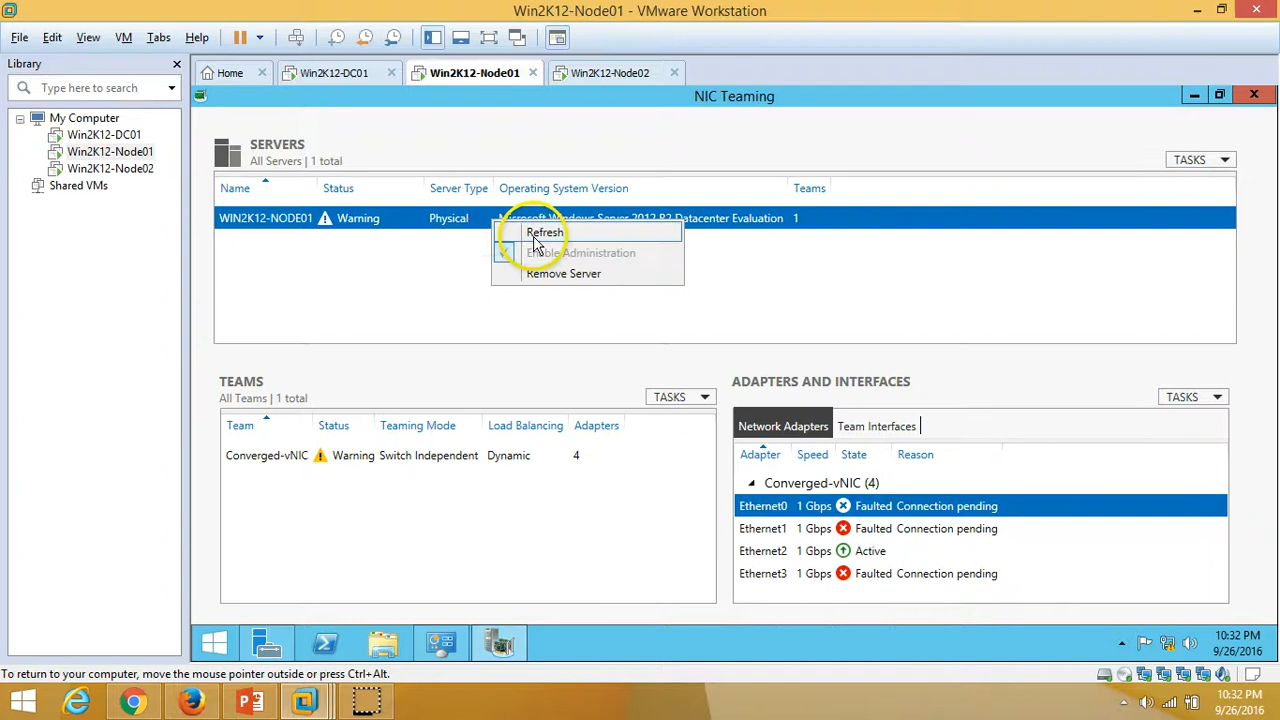 Win2K12-Node01 - VMware Workstation
File Edit View VM Tabs Help
Library
Home Win2K12-DC01 Win2K12-Node01 Win2K12-Node02
Type here to search
NIC Teaming
My Computer
Win2K12-DC01
Win2K12-Node01
Win2K12-Node02
Shared VMs
SERVERS
All Servers | 1 total
TASKS
Name Status Server Type Operating System Version Teams
WIN2K12-NODE01 Warning Physical Microsoft Windows Server 2012 R2 Datacenter Evaluation 1
Refresh
Enable Administration
Remove Server
TEAMS
All Teams | 1 total
TASKS
Team Status Teaming Mode Load Balancing Adapters
Converged-vNIC Warning Switch Independent Dynamic 4
ADAPTERS AND INTERFACES
TASKS
Network Adapters Team Interfaces
Adapter Speed State Reason
Converged-vNIC (4)
Ethernet0 1 Gbps Faulted Connection pending
Ethernet1 1 Gbps Faulted Connection pending
Ethernet2 1 Gbps Active
Ethernet3 1 Gbps Faulted Connection pending
10:32 PM
9/26/2016
To return to your computer, move the mouse pointer outside or press Ctrl+Alt.
10:32 PM
9/26/2016